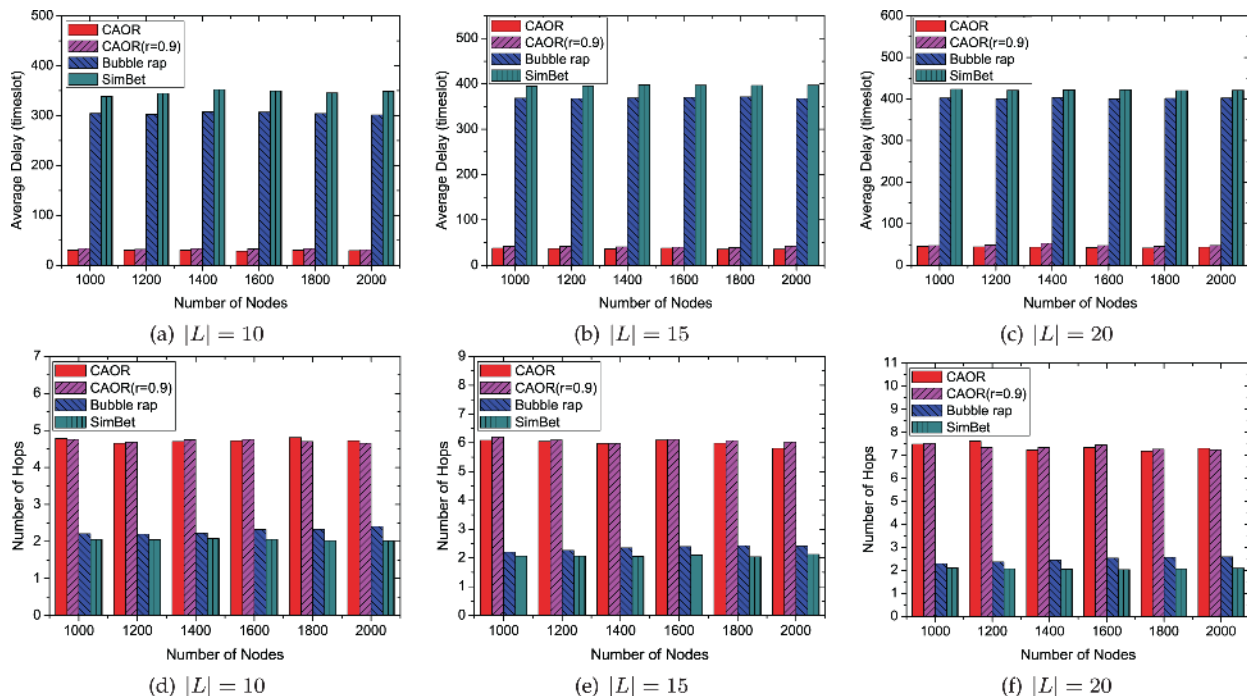 500
400
300
200
100
0
Average Delay (timeslot)
CAOR
CAOR(r=0.9)
Bubble rap
SimBet
1000 1200 1400 1600 1800 2000
Number of Nodes
(a) |L| = 10
500
400
300
200
100
0
Average Delay (timeslot)
CAOR
CAOR(r=0.9)
Bubble rap
SimBet
1000 1200 1400 1600 1800 2000
Number of Nodes
(b) |L| = 15
600
500
400
300
200
100
0
Average Delay (timeslot)
CAOR
CAOR(r=0.9)
Bubble rap
SimBet
1000 1200 1400 1600 1800 2000
Number of Nodes
(c) |L| = 20
7
6
5
4
3
2
1
0
Number of Hops
CAOR
CAOR(r=0.9)
Bubble rap
SimBet
1000 1200 1400 1600 1800 2000
Number of Nodes
(d) |L| = 10
9
8
7
6
5
4
3
2
1
0
Number of Hops
CAOR
CAOR(r=0.9)
Bubble rap
SimBet
1000 1200 1400 1600 1800 2000
Number of Nodes
(e) |L| = 15
11
10
9
8
7
6
5
4
3
2
1
0
Number of Hops
CAOR
CAOR(r=0.9)
Bubble rap
SimBet
1000 1200 1400 1600 1800 2000
Number of Nodes
(f) |L| = 20